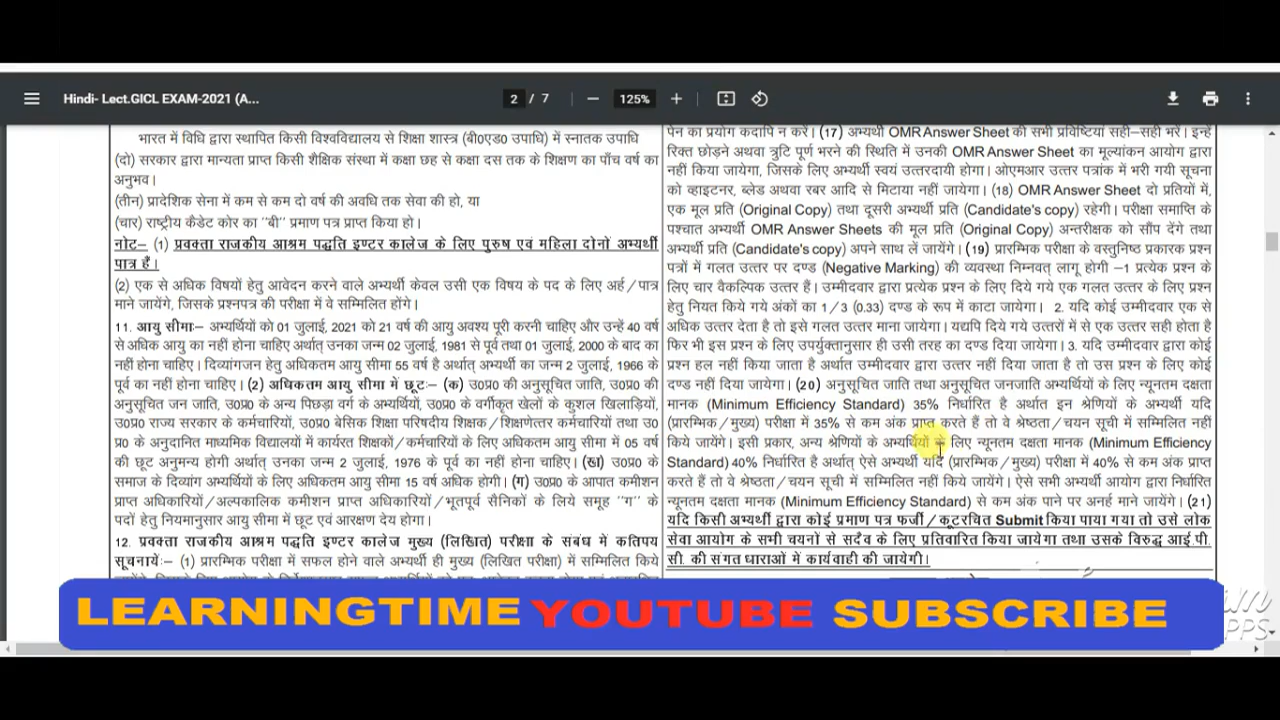 Hindi- Lect.GICL EXAM-2021 (A...
2 / 7
125%
भारत में विधि द्वारा स्थापित किसी विश्वविद्यालय से शिक्षा शास्त्र (बी०एड० उपाधि) में स्नातक उपाधि
(दो) सरकार द्वारा मान्यता प्राप्त किसी शैक्षिक संस्था में कक्षा छह से कक्षा दस तक के शिक्षण का पाँच वर्ष का
अनुभव।
(तीन) प्रादेशिक सेना में कम से कम दो वर्ष की अवधि तक सेवा की हो, या
(चार) राष्ट्रीय कैडेट कोर का "बी" प्रमाण पत्र प्राप्त किया हो।
नोट– (1) प्रवक्ता राजकीय आश्रम पद्धति इण्टर कालेज के लिए पुरुष एवं महिला दोनों अभ्यर्थी
पात्र हैं।
(2) एक से अधिक विषयों हेतु आवेदन करने वाले अभ्यर्थी केवल उसी एक विषय के पद के लिए अर्ह/पात्र
माने जायेंगे, जिसके प्रश्नपत्र की परीक्षा में वे सम्मिलित होंगे।
11. आयु सीमाः– अभ्यर्थियों को 01 जुलाई, 2021 को 21 वर्ष की आयु अवश्य पूरी करनी चाहिए और उन्हें 40 वर्ष
से अधिक आयु का नहीं होना चाहिए अर्थात् उनका जन्म 02 जुलाई, 1981 से पूर्व तथा 01 जुलाई, 2000 के बाद का
नहीं होना चाहिए। दिव्यांगजन हेतु अधिकतम आयु सीमा 55 वर्ष है अर्थात् अभ्यर्थी का जन्म 2 जुलाई, 1966 के
पूर्व का नहीं होना चाहिए। (2) अधिकतम आयु सीमा में छूटः– (क) उ०प्र० की अनुसूचित जाति, उ०प्र० की
अनुसूचित जन जाति, उ०प्र० के अन्य पिछड़ा वर्ग के अभ्यर्थियों, उ०प्र० के वर्गीकृत खेलों के कुशल खिलाड़ियों,
उ०प्र० राज्य सरकार के कर्मचारियों, उ०प्र० बेसिक शिक्षा परिषदीय शिक्षक/शिक्षणेत्तर कर्मचारियों तथा उ०
प्र० के अनुदानित माध्यमिक विद्यालयों में कार्यरत शिक्षकों/कर्मचारियों के लिए अधिकतम आयु सीमा में 05 वर्ष
की छूट अनुमन्य होगी अर्थात् उनका जन्म 2 जुलाई, 1976 के पूर्व का नहीं होना चाहिए। (ख) उ०प्र० के
समाज के दिव्यांग अभ्यर्थियों के लिए अधिकतम आयु सीमा 15 वर्ष अधिक होगी। (ग) उ०प्र० के आपात कमीशन
प्राप्त अधिकारियों/अल्पकालिक कमीशन प्राप्त अधिकारियों/भूतपूर्व सैनिकों के लिये समूह "ग" के
पदों हेतु नियमानुसार आयु सीमा में छूट एवं आरक्षण देय होगा।
12. प्रवक्ता राजकीय आश्रम पद्धति इण्टर कालेज मुख्य (लिखित) परीक्षा के संबंध में कतिपय
सूचनायेंः– (1) प्रारम्भिक परीक्षा में सफल होने वाले अभ्यर्थी ही मुख्य (लिखित परीक्षा) में सम्मिलित किये
पेन का प्रयोग कदापि न करें। (17) अभ्यर्थी OMR Answer Sheet की सभी प्रविष्टियां सही–सही भरें। इन्हें
रिक्त छोड़ने अथवा त्रुटि पूर्ण भरने की स्थिति में उनकी OMR Answer Sheet का मूल्यांकन आयोग द्वारा
नहीं किया जायेगा, जिसके लिए अभ्यर्थी स्वयं उत्तरदायी होगा। ओएमआर उत्तर पत्रांक में भरी गयी सूचना
को व्हाइटनर, ब्लेड अथवा रबर आदि से मिटाया नहीं जायेगा। (18) OMR Answer Sheet दो प्रतियों में,
एक मूल प्रति (Original Copy) तथा दूसरी अभ्यर्थी प्रति (Candidate's copy) रहेगी। परीक्षा समाप्ति के
पश्चात अभ्यर्थी OMR Answer Sheets की मूल प्रति (Original Copy) अन्तरीक्षक को सौंप देंगे तथा
अभ्यर्थी प्रति (Candidate's copy) अपने साथ लें जायेंगे। (19) प्रारम्भिक परीक्षा के वस्तुनिष्ठ प्रकारक प्रश्न
पत्रों में गलत उत्तर पर दण्ड (Negative Marking) की व्यवस्था निम्नवत् लागू होगी –1 प्रत्येक प्रश्न के
लिए चार वैकल्पिक उत्तर हैं। उम्मीदवार द्वारा प्रत्येक प्रश्न के लिए दिये गये एक गलत उत्तर के लिए प्रश्न
हेतु नियत किये गये अंकों का 1/3 (0.33) दण्ड के रूप में काटा जायेगा। 2. यदि कोई उम्मीदवार एक से
अधिक उत्तर देता है तो इसे गलत उत्तर माना जायेगा। यद्यपि दिये गये उत्तरों में से एक उत्तर सही होता है
फिर भी इस प्रश्न के लिए उपर्युक्तानुसार ही उसी तरह का दण्ड दिया जायेगा। 3. यदि उम्मीदवार द्वारा कोई
प्रश्न हल नहीं किया जाता है अर्थात उम्मीदवार द्वारा उत्तर नहीं दिया जाता है तो उस प्रश्न के लिए कोई
दण्ड नहीं दिया जायेगा। (20) अनुसूचित जाति तथा अनुसूचित जनजाति अभ्यर्थियों के लिए न्यूनतम दक्षता
मानक (Minimum Efficiency Standard) 35% निर्धारित है अर्थात इन श्रेणियों के अभ्यर्थी यदि
(प्रारम्भिक/मुख्य) परीक्षा में 35% से कम अंक प्राप्त करते हैं तो वे श्रेष्ठता/चयन सूची में सम्मिलित नहीं
किये जायेंगे। इसी प्रकार, अन्य श्रेणियों के अभ्यर्थियों के लिए न्यूनतम दक्षता मानक (Minimum Efficiency
Standard) 40% निर्धारित है अर्थात् ऐसे अभ्यर्थी यदि (प्रारम्भिक/मुख्य) परीक्षा में 40% से कम अंक प्राप्त
करते हैं तो वे श्रेष्ठता/चयन सूची में सम्मिलित नहीं किये जायेंगे। ऐसे सभी अभ्यर्थी आयोग द्वारा निर्धारित
न्यूनतम दक्षता मानक (Minimum Efficiency Standard) से कम अंक पाने पर अनर्ह माने जायेंगे। (21)
यदि किसी अभ्यर्थी द्वारा कोई प्रमाण पत्र फर्जी/कूटरचित Submit किया पाया गया तो उसे लोक
सेवा आयोग के सभी चयनों से सदैव के लिए प्रतिवारित किया जायेगा तथा उसके विरुद्ध आई.पी.
सी. की संगत धाराओं में कार्यवाही की जायेगी।
LEARNINGTIME YOUTUBE SUBSCRIBE